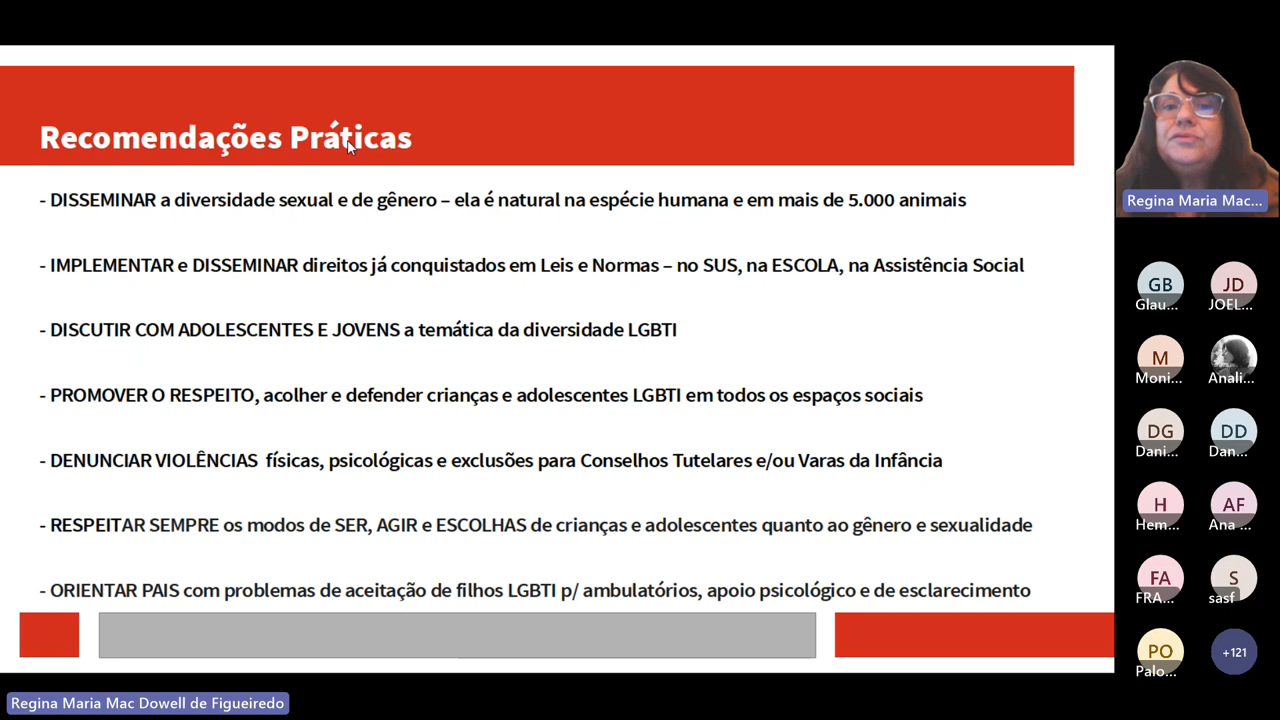 Recomendações Práticas
- DISSEMINAR a diversidade sexual e de gênero – ela é natural na espécie humana e em mais de 5.000 animais
- IMPLEMENTAR e DISSEMINAR direitos já conquistados em Leis e Normas – no SUS, na ESCOLA, na Assistência Social
- DISCUTIR COM ADOLESCENTES E JOVENS a temática da diversidade LGBTI
- PROMOVER O RESPEITO, acolher e defender crianças e adolescentes LGBTI em todos os espaços sociais
- DENUNCIAR VIOLÊNCIAS físicas, psicológicas e exclusões para Conselhos Tutelares e/ou Varas da Infância
- RESPEITAR SEMPRE os modos de SER, AGIR e ESCOLHAS de crianças e adolescentes quanto ao gênero e sexualidade
- ORIENTAR PAIS com problemas de aceitação de filhos LGBTI p/ ambulatórios, apoio psicológico e de esclarecimento
Regina Maria Mac...
GB JD
Glau... JOEL...
M
Moni... Anali...
DG DD
Dani... Dan...
H AF
Hem... Ana ...
FA S
FRA... sasf
PO +121
Palo...
Regina Maria Mac Dowell de Figueiredo